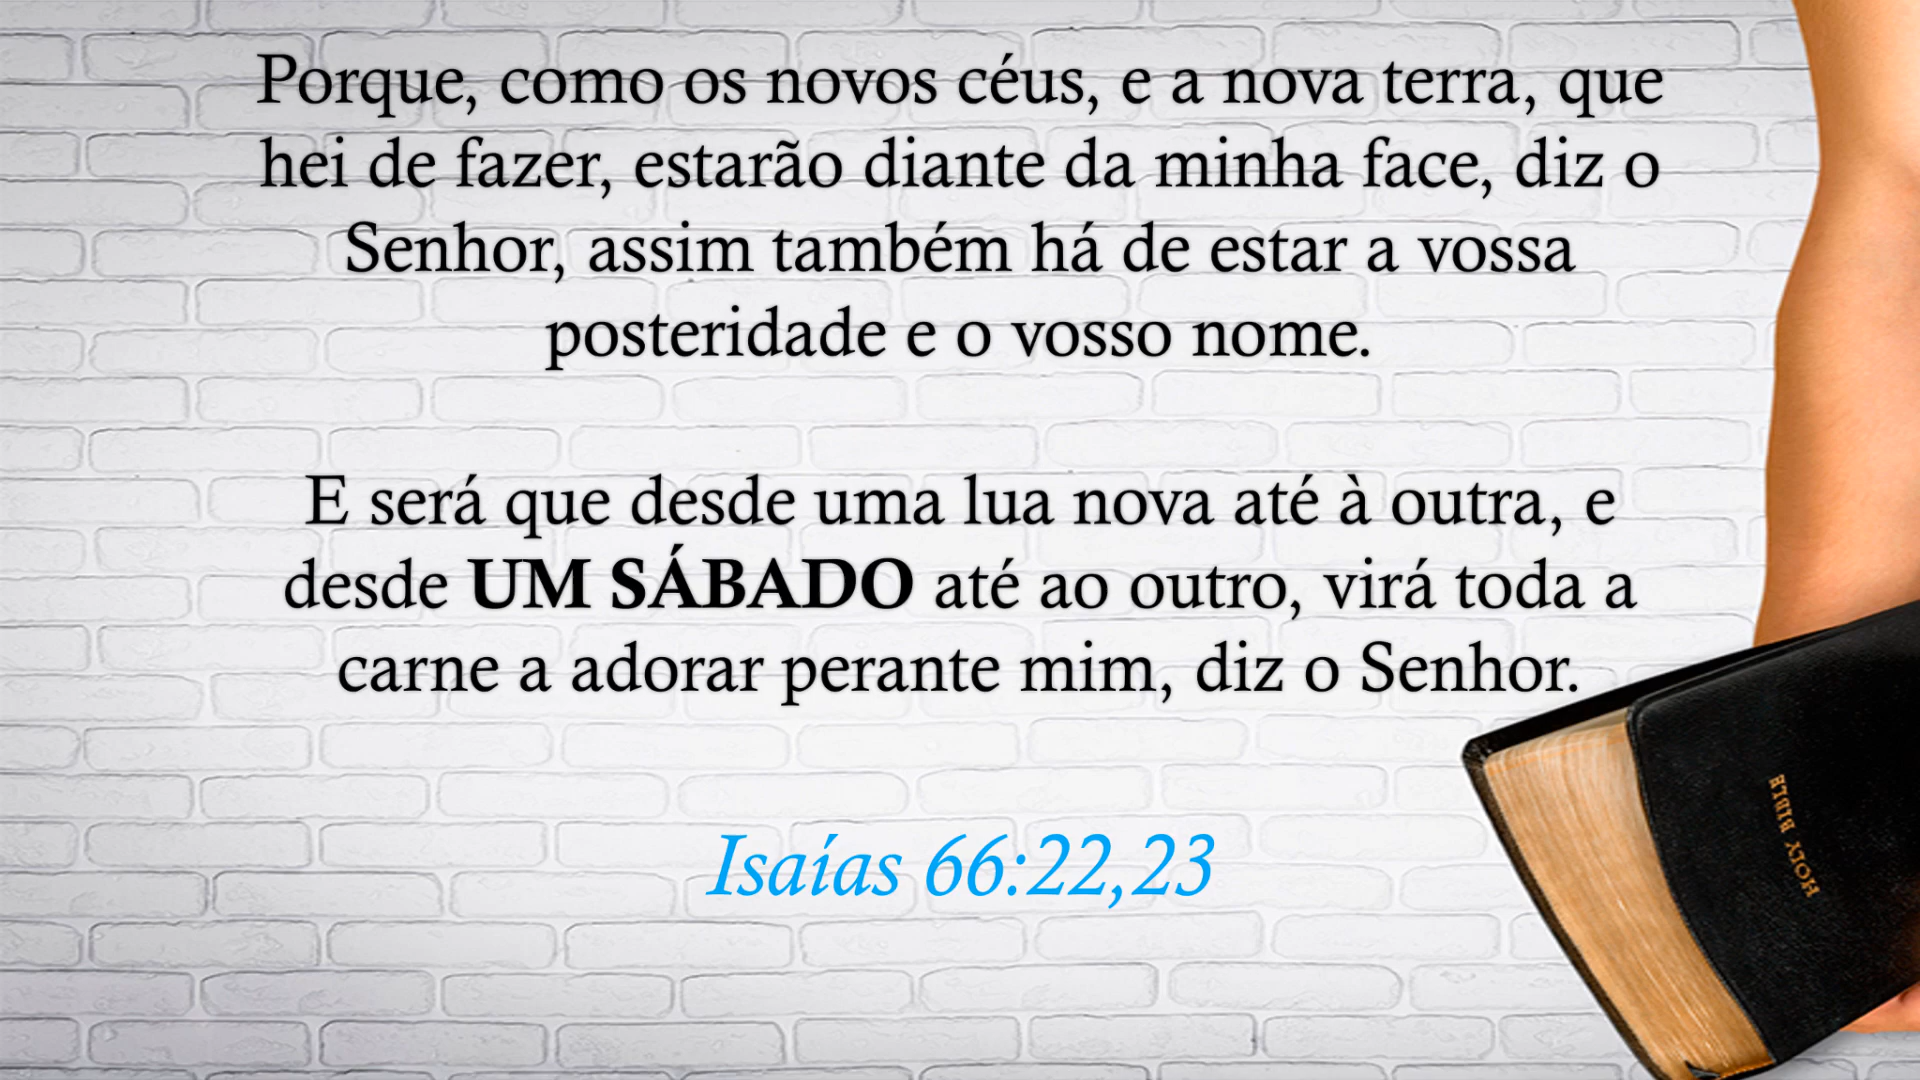 Porque, como os novos céus, e a nova terra, que
hei de fazer, estarão diante da minha face, diz o
Senhor, assim também há de estar a vossa
posteridade e o vosso nome.
E será que desde uma lua nova até à outra, e
desde UM SÁBADO até ao outro, virá toda a
carne a adorar perante mim, diz o Senhor.
Isaías 66:22,23
HOLY BIBLE